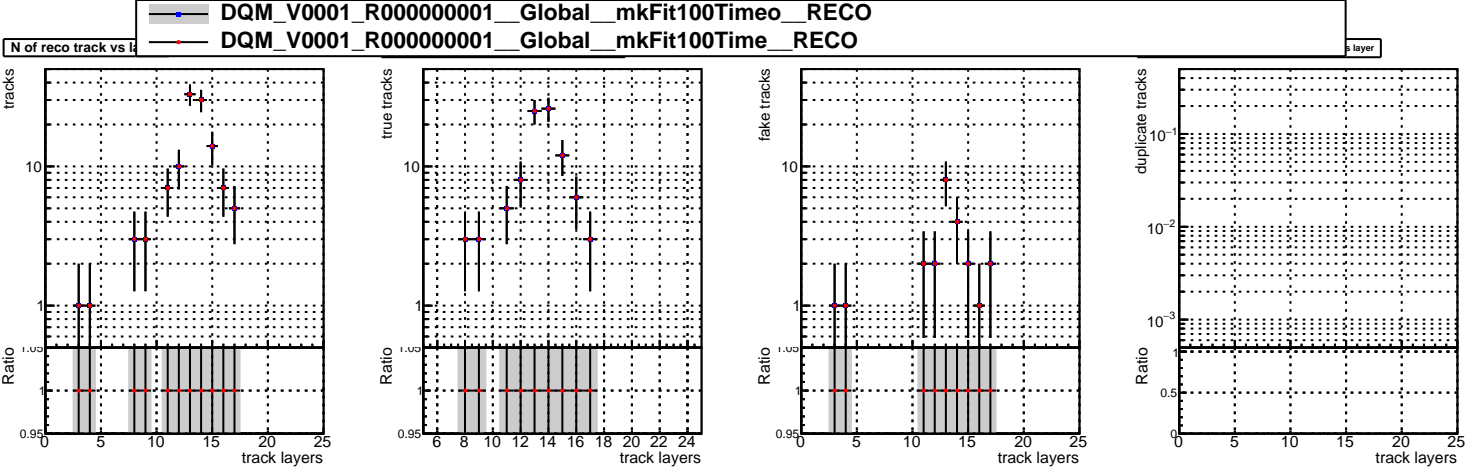 DQM_V0001_R000000001__Global__mkFit100Timeo__RECO
DQM_V0001_R000000001__Global__mkFit100Time__RECO
N of reco track vs
s layer
tracks
10
1
Ratio
1.05
1
0.95
0 5 10 15 20 25
track layers
true tracks
10
1
Ratio
1.05
1
0.95
6 8 10 12 14 16 18 20 22 24
track layers
fake tracks
10
1
Ratio
1.05
1
0.95
0 5 10 15 20 25
track layers
duplicate tracks
10−1
10−2
10−3
Ratio
1
0.5
0
0 5 10 15 20 25
track layers